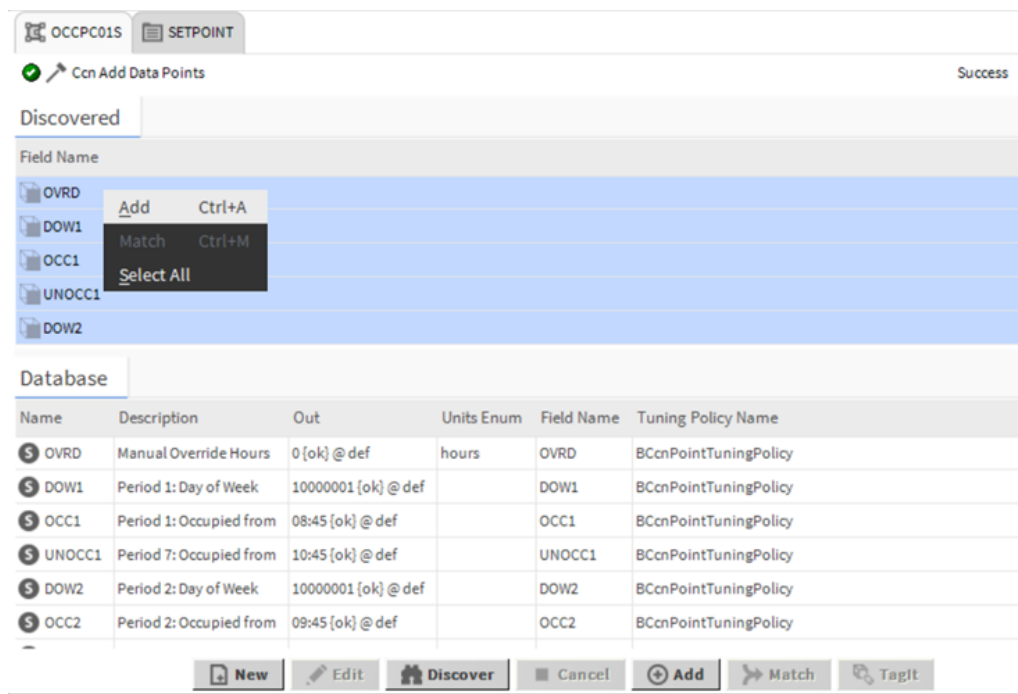 OCCPC01S SETPOINT
Ccn Add Data Points Success
Discovered
Field Name
OVRD
Add Ctrl+A
DOW1
Match Ctrl+M
OCC1
Select All
UNOCC1
DOW2
Database
Name Description Out Units Enum Field Name Tuning Policy Name
S OVRD Manual Override Hours 0 {ok} @ def hours OVRD BCcnPointTuningPolicy
S DOW1 Period 1: Day of Week 10000001 {ok} @ def DOW1 BCcnPointTuningPolicy
S OCC1 Period 1: Occupied from 08:45 {ok} @ def OCC1 BCcnPointTuningPolicy
S UNOCC1 Period 7: Occupied from 10:45 {ok} @ def UNOCC1 BCcnPointTuningPolicy
S DOW2 Period 2: Day of Week 10000001 {ok} @ def DOW2 BCcnPointTuningPolicy
S OCC2 Period 2: Occupied from 09:45 {ok} @ def OCC2 BCcnPointTuningPolicy
New Edit Discover Cancel Add Match TagIt